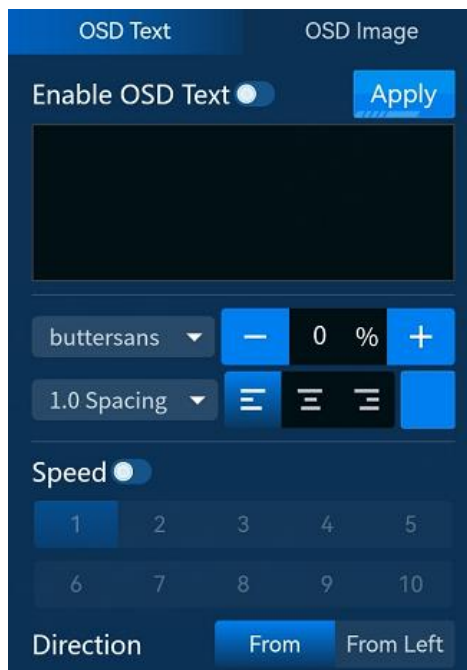 OSD Text OSD Image
Enable OSD Text Apply
buttersans 0 %
1.0 Spacing
Speed
1 2 3 4 5
6 7 8 9 10
Direction From From Left